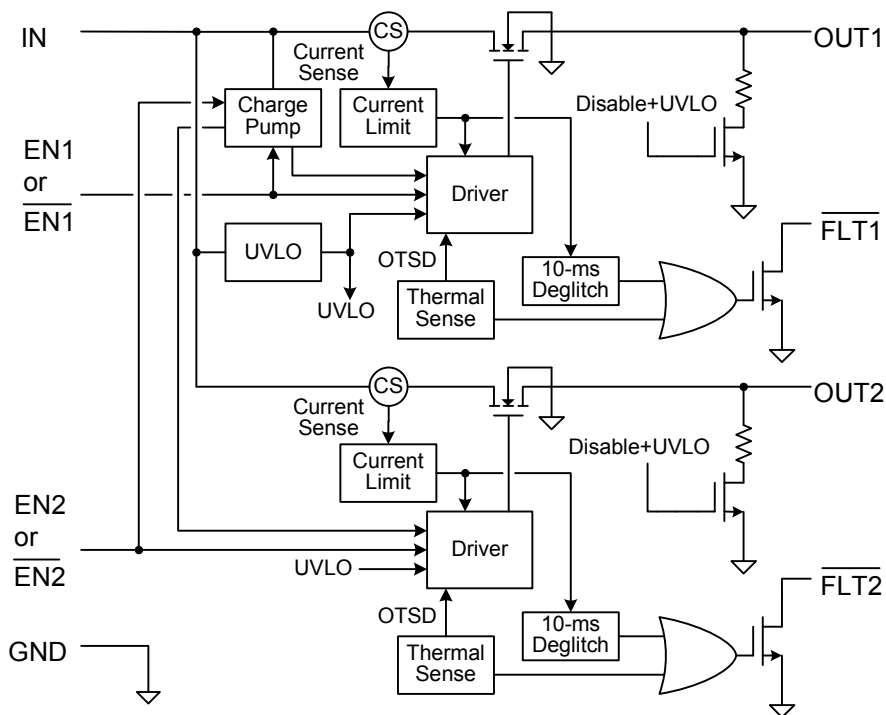 IN
CS
OUT1
Current
Sense
Charge
Pump
Current
Limit
Disable+UVLO
EN1
or
EN1
Driver
FLT1
UVLO
OTSD
10-ms
Deglitch
UVLO
Thermal
Sense
CS
OUT2
Current
Sense
Current
Limit
Disable+UVLO
EN2
or
EN2
Driver
UVLO
FLT2
OTSD
10-ms
Deglitch
GND
Thermal
Sense